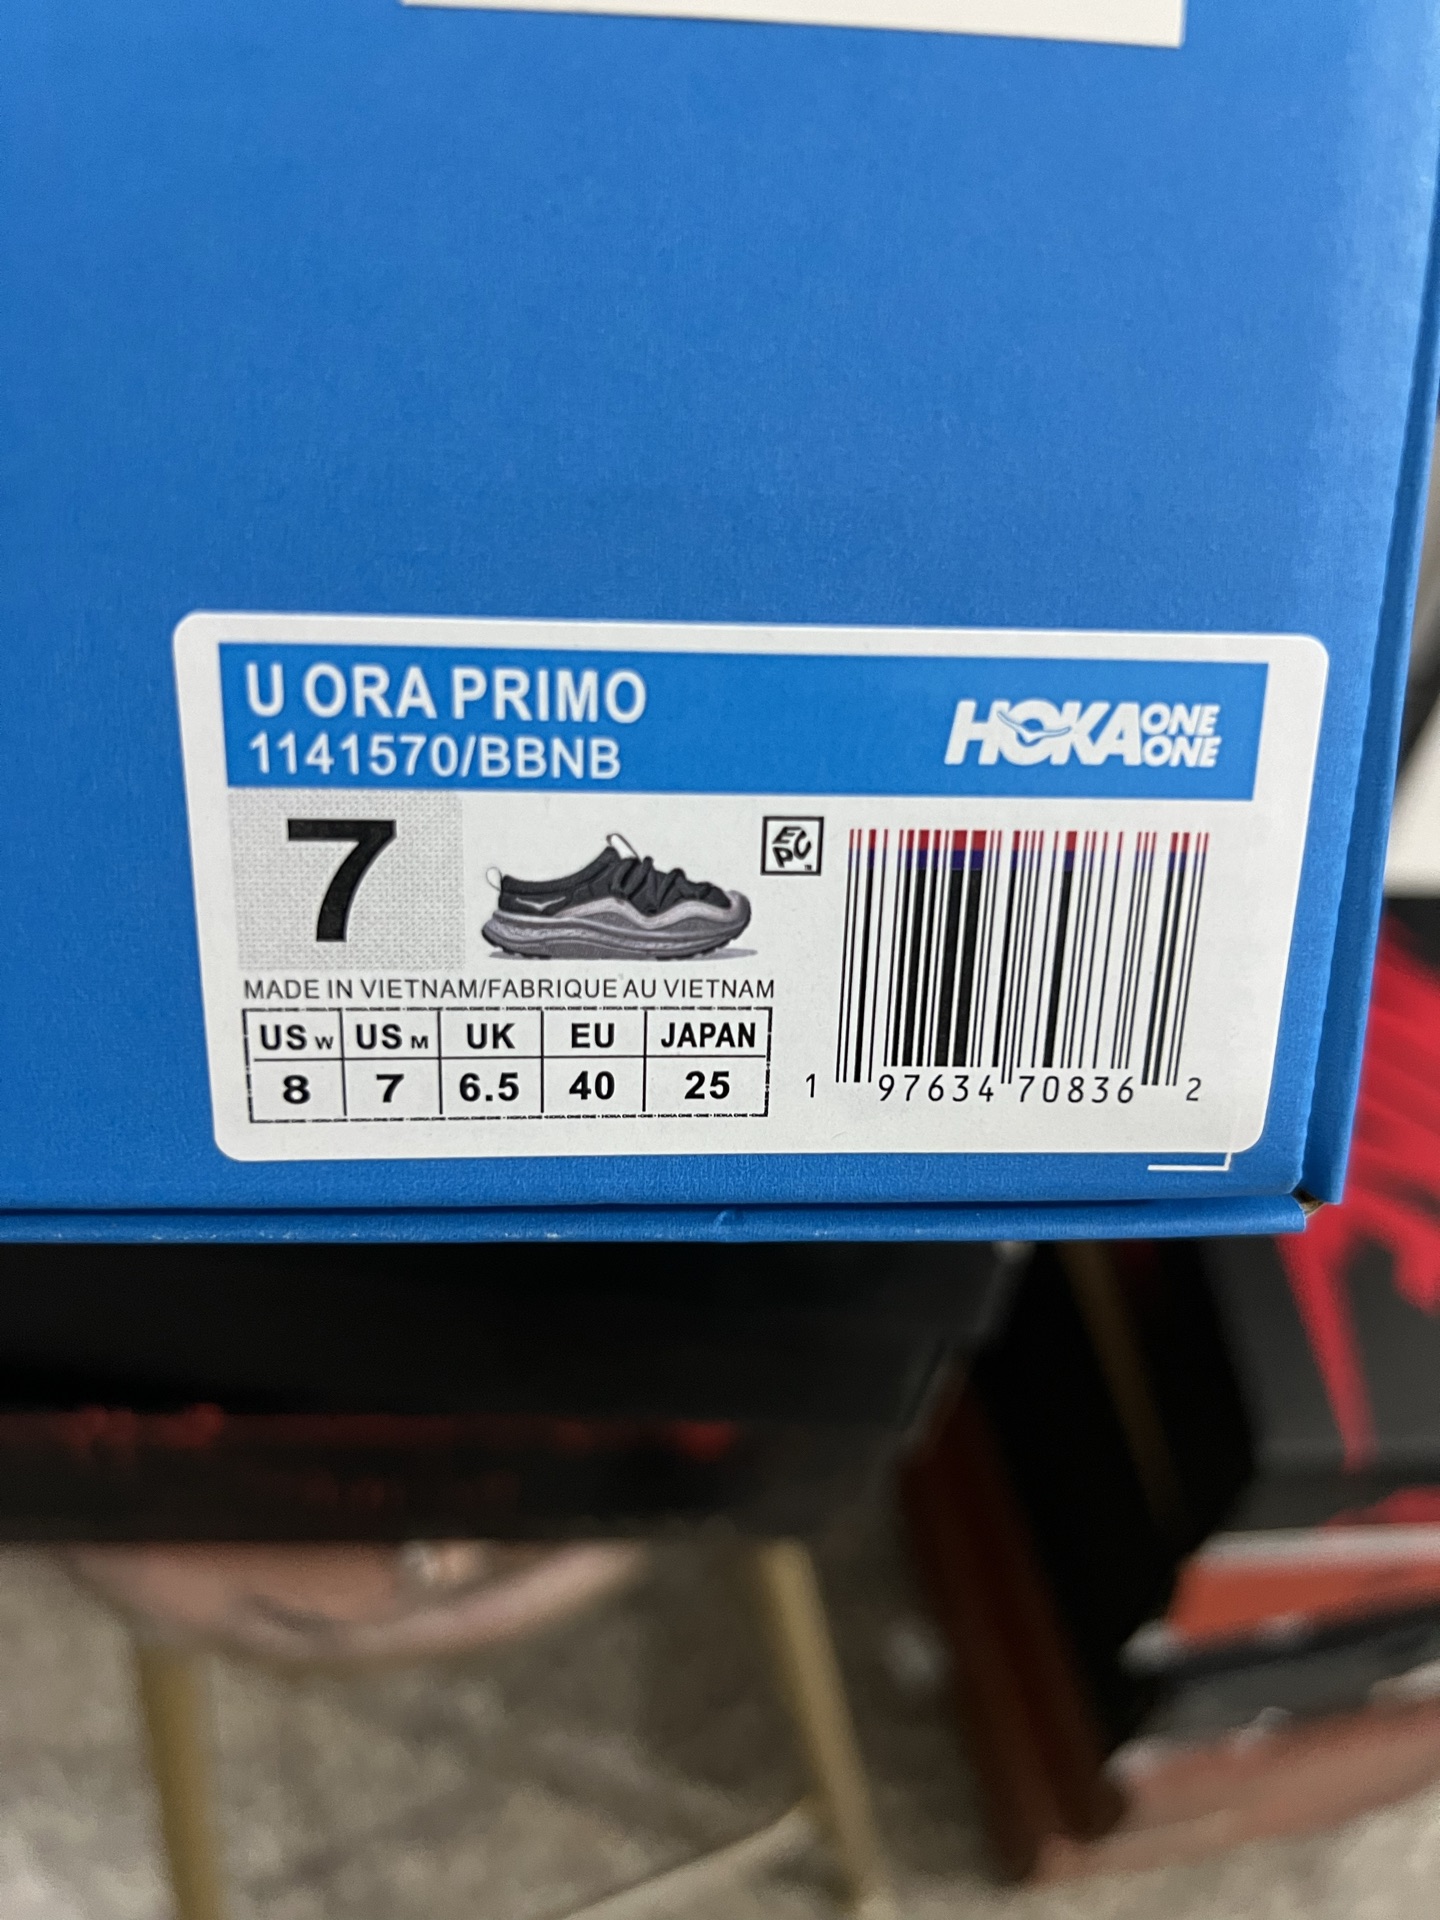 U ORA PRIMO
1141570/BBNB
HOKA ONE ONE
7
EPC
MADE IN VIETNAM/FABRIQUE AU VIETNAM
US W US M UK EU JAPAN
8 7 6.5 40 25
1 97634 70836 2